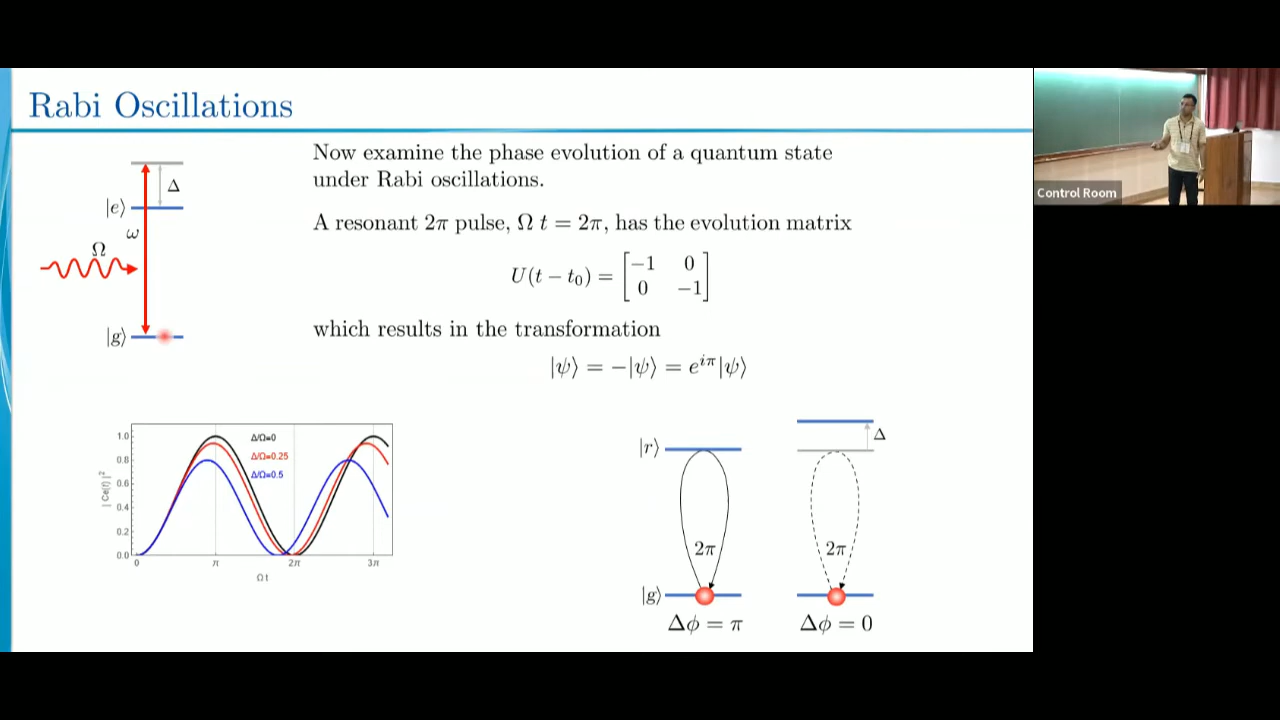 Rabi Oscillations
Now examine the phase evolution of a quantum state
under Rabi oscillations.
A resonant 2π pulse, Ω t = 2π, has the evolution matrix
U(t − t₀) = [−1 0
0 −1]
which results in the transformation
|ψ⟩ = −|ψ⟩ = e^{iπ}|ψ⟩
Δ
|e⟩
ω
Ω
|g⟩
1.0
0.8
0.6
0.4
0.2
0.0
|Ce(t)|²
Δ/Ω=0
Δ/Ω=0.25
Δ/Ω=0.5
0 π 2π 3π
Ωt
|r⟩
Δ
2π 2π
|g⟩
Δϕ = π Δϕ = 0
Control Room